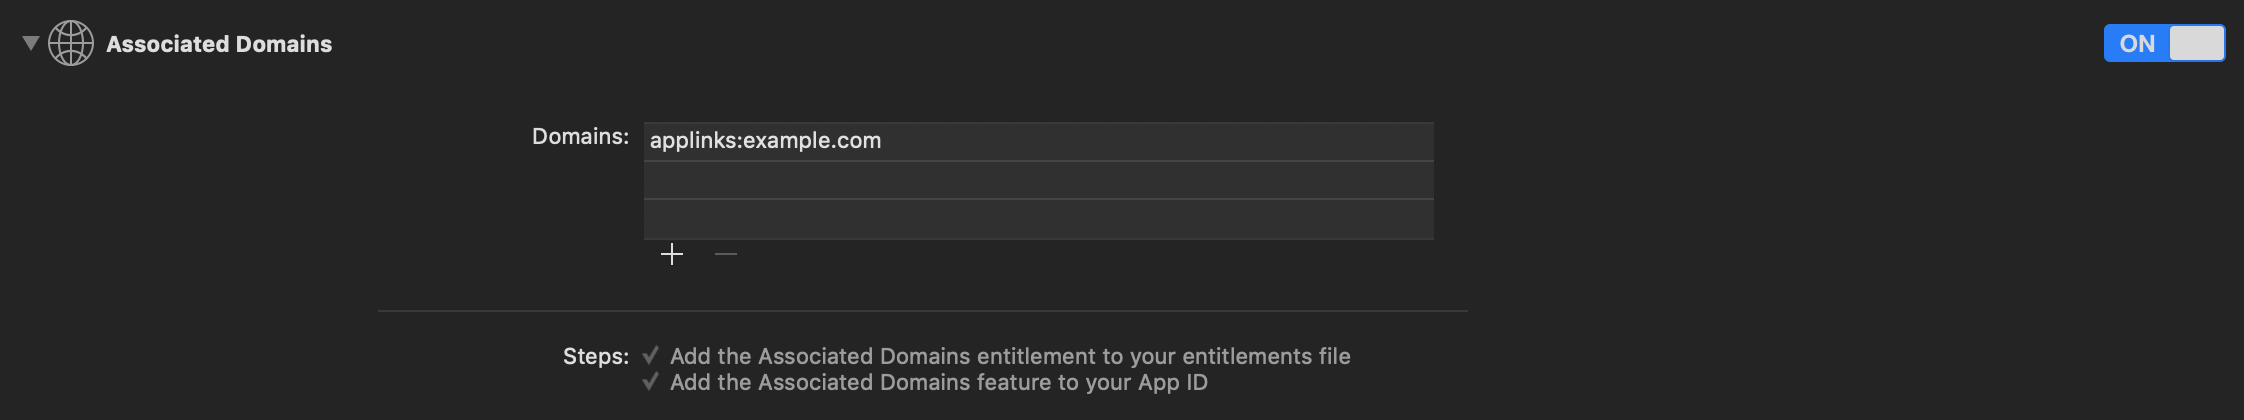 Associated Domains
ON
Domains: applinks:example.com
Steps: ✓ Add the Associated Domains entitlement to your entitlements file
✓ Add the Associated Domains feature to your App ID